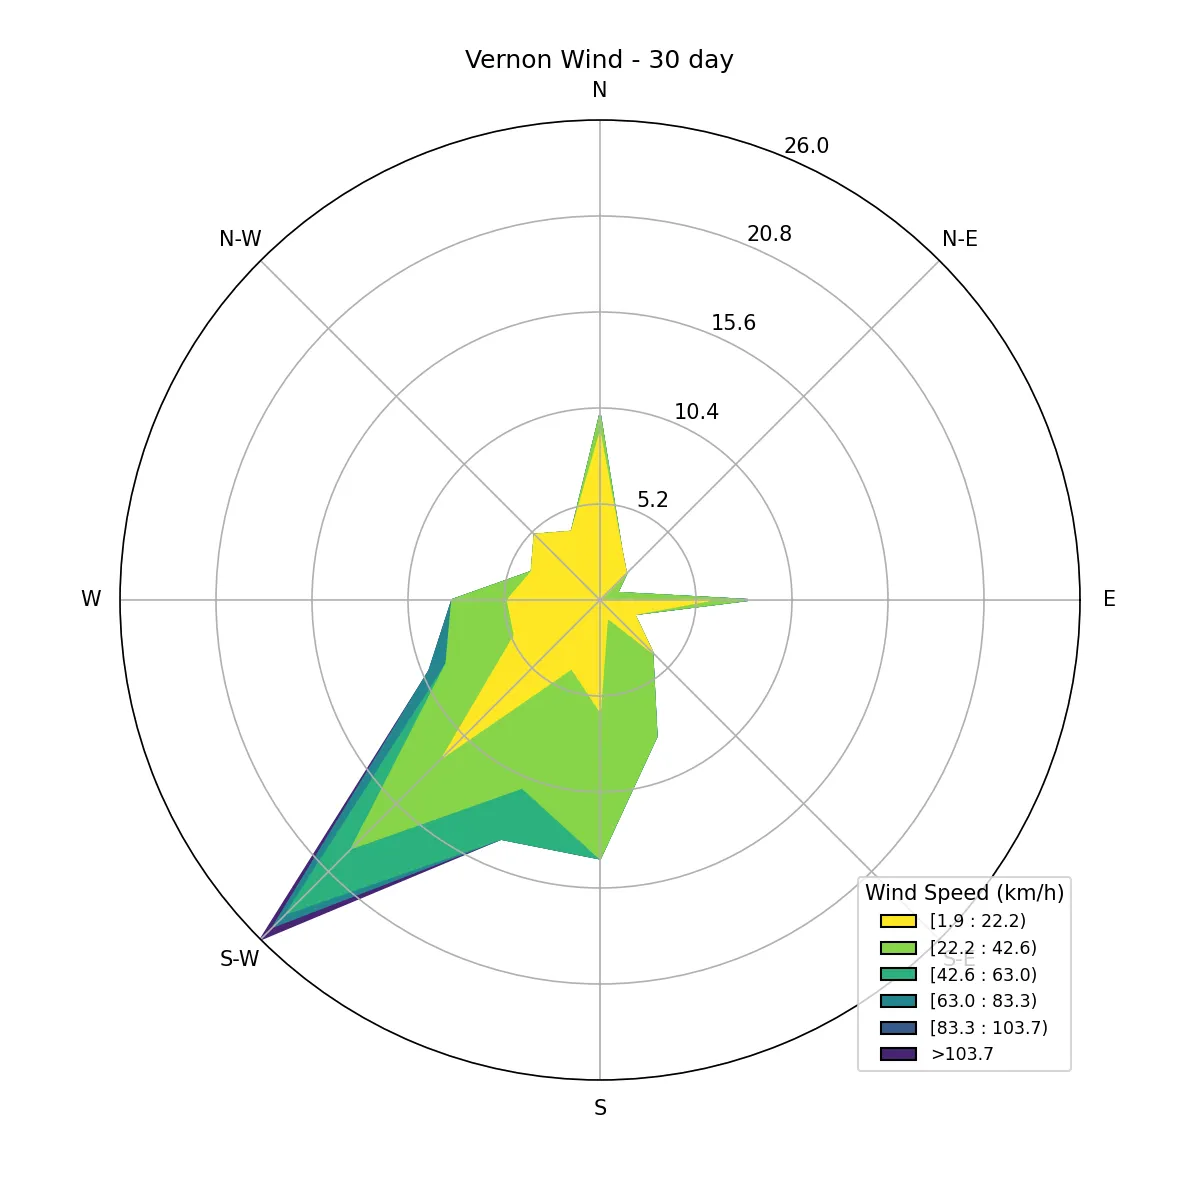 Vernon Wind - 30 day
N
26.0
20.8
N-W
N-E
15.6
10.4
5.2
W
E
Wind Speed (km/h)
[1.9 : 22.2)
[22.2 : 42.6)
S-W
S-E
[42.6 : 63.0)
[63.0 : 83.3)
[83.3 : 103.7)
>103.7
S